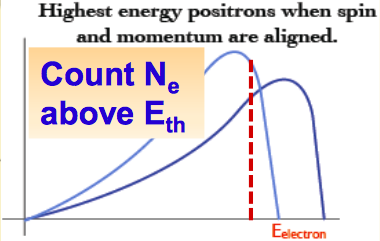 Highest energy positrons when spin
and momentum are aligned.
Count Ne
above Eth
Eelectron